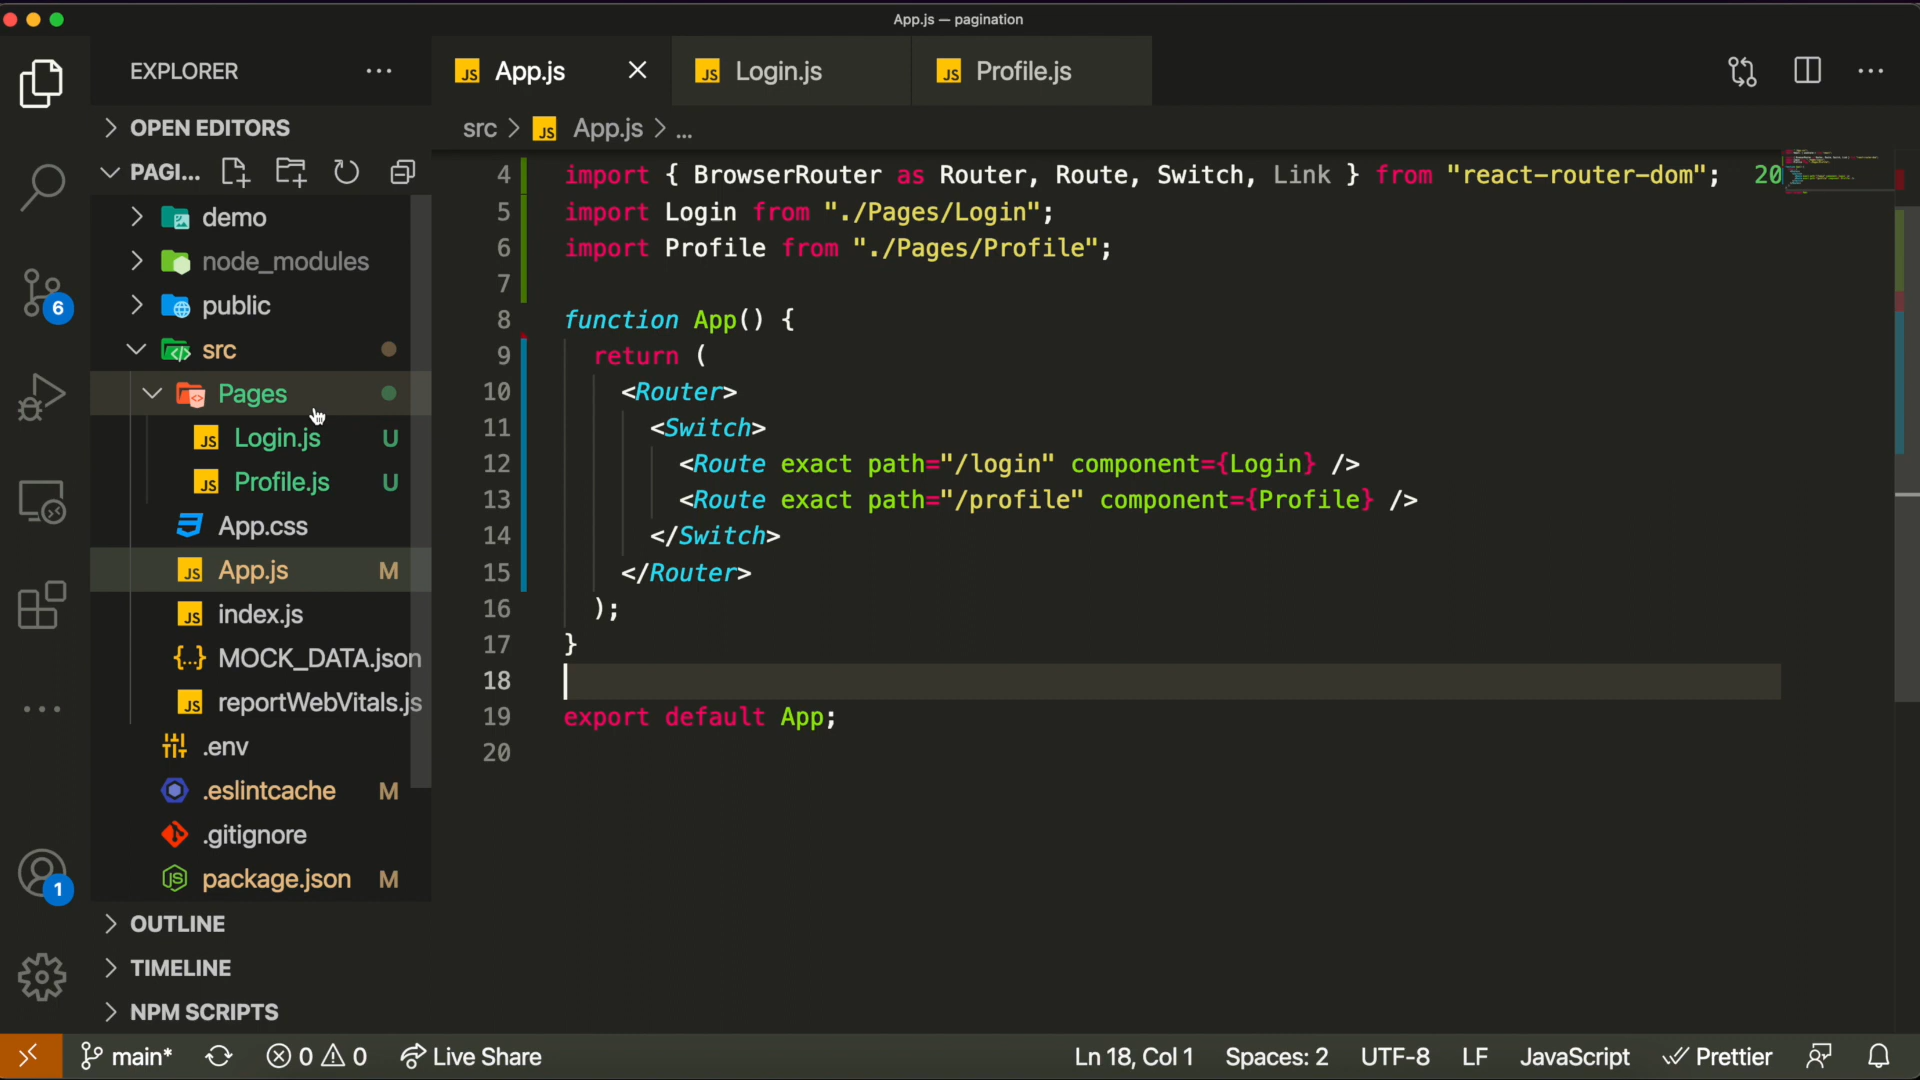 App.js — pagination
EXPLORER
App.js
Login.js
Profile.js
OPEN EDITORS
src > App.js > ...
PAGI...
4 import { BrowserRouter as Router, Route, Switch, Link } from "react-router-dom"; 20
demo
5 import Login from "./Pages/Login";
6 import Profile from "./Pages/Profile";
node_modules
7
public
8 function App() {
src
9 return (
Pages
10 <Router>
11 <Switch>
Login.js U
12 <Route exact path="/login" component={Login} />
Profile.js U
13 <Route exact path="/profile" component={Profile} />
App.css
14 </Switch>
App.js M
15 </Router>
index.js
16 );
17 }
MOCK_DATA.json
18
reportWebVitals.js
19 export default App;
.env
20
.eslintcache M
.gitignore
package.json M
OUTLINE
TIMELINE
NPM SCRIPTS
6
1
JS
main* 0 0 Live Share Ln 18, Col 1 Spaces: 2 UTF-8 LF JavaScript Prettier